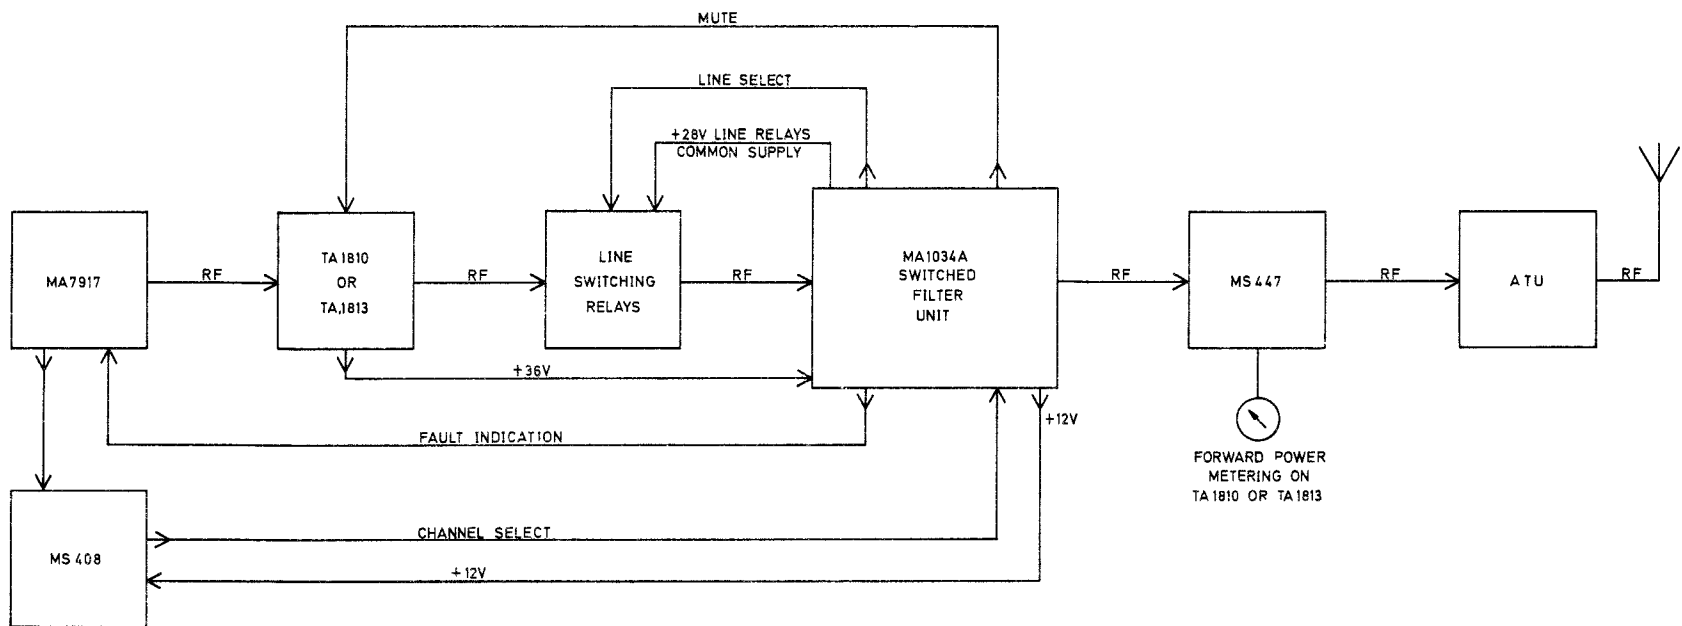 MUTE
LINE SELECT
+28V LINE RELAYS
COMMON SUPPLY
MA7917
RF
TA1810
OR
TA,1813
RF
LINE
SWITCHING
RELAYS
RF
MA1034A
SWITCHED
FILTER
UNIT
RF
MS447
RF
ATU
RF
+36V
+12V
FAULT INDICATION
FORWARD POWER
METERING ON
TA1810 OR TA1813
MS408
CHANNEL SELECT
+12V